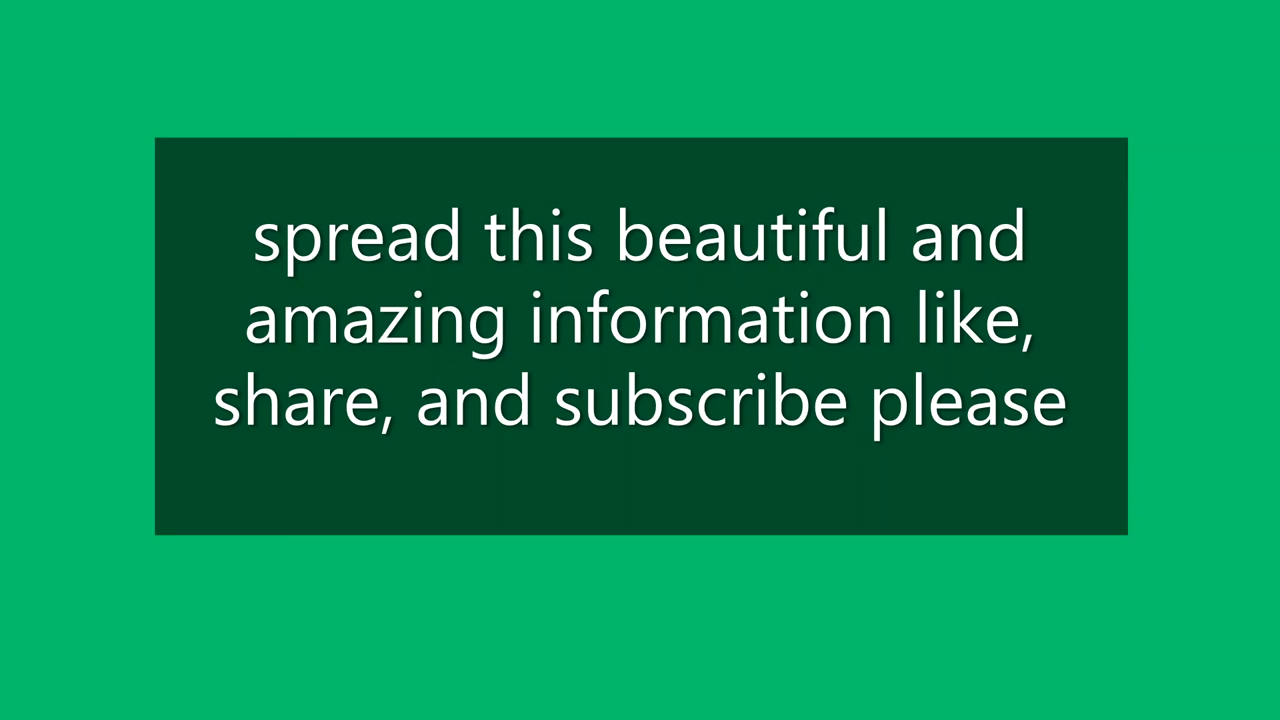 spread this beautiful and
amazing information like,
share, and subscribe please